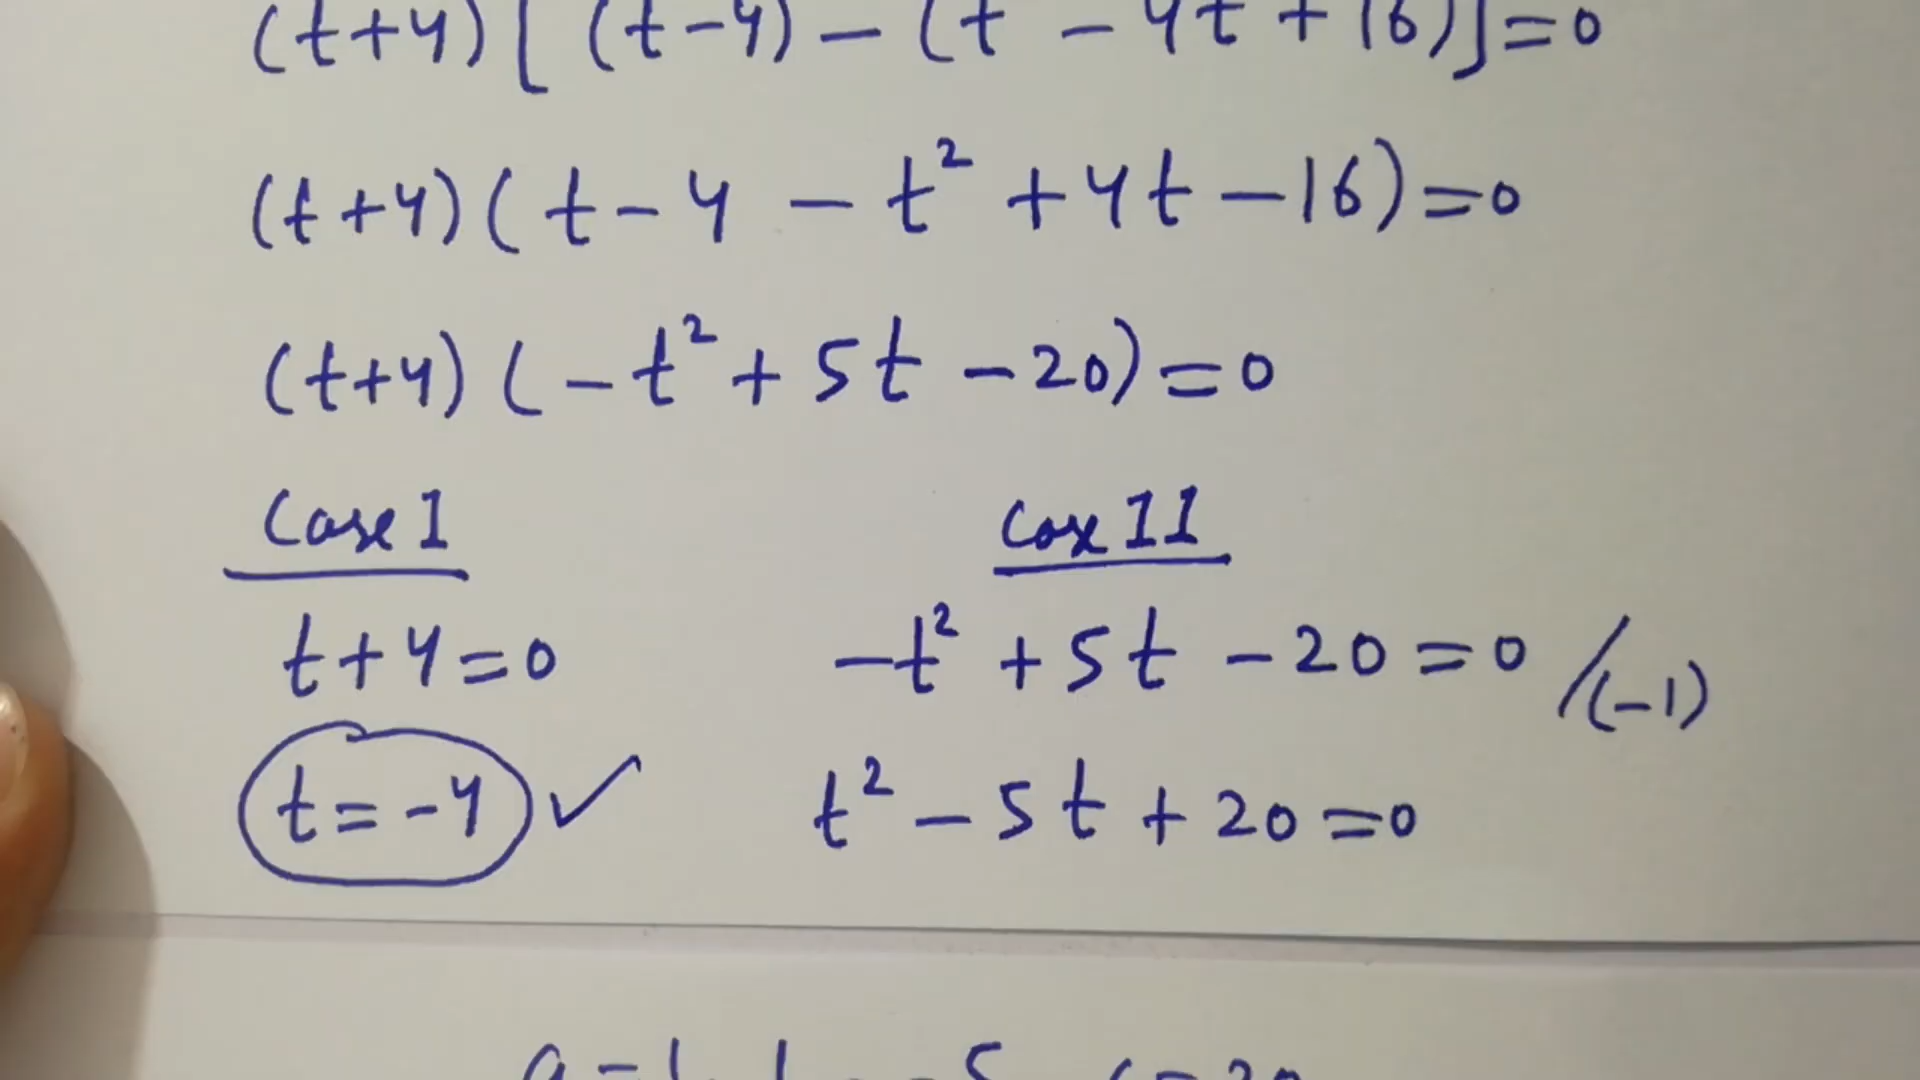 (t+4)[(t-4)-(t - 4t+16)]=0
(t+4)(t-4-t²+4t-16)=0
(t+4)(-t²+5t-20)=0
Case I
Case II
t+4=0
-t²+5t-20=0 /(-1)
t=-4 ✓
t²-5t+20=0